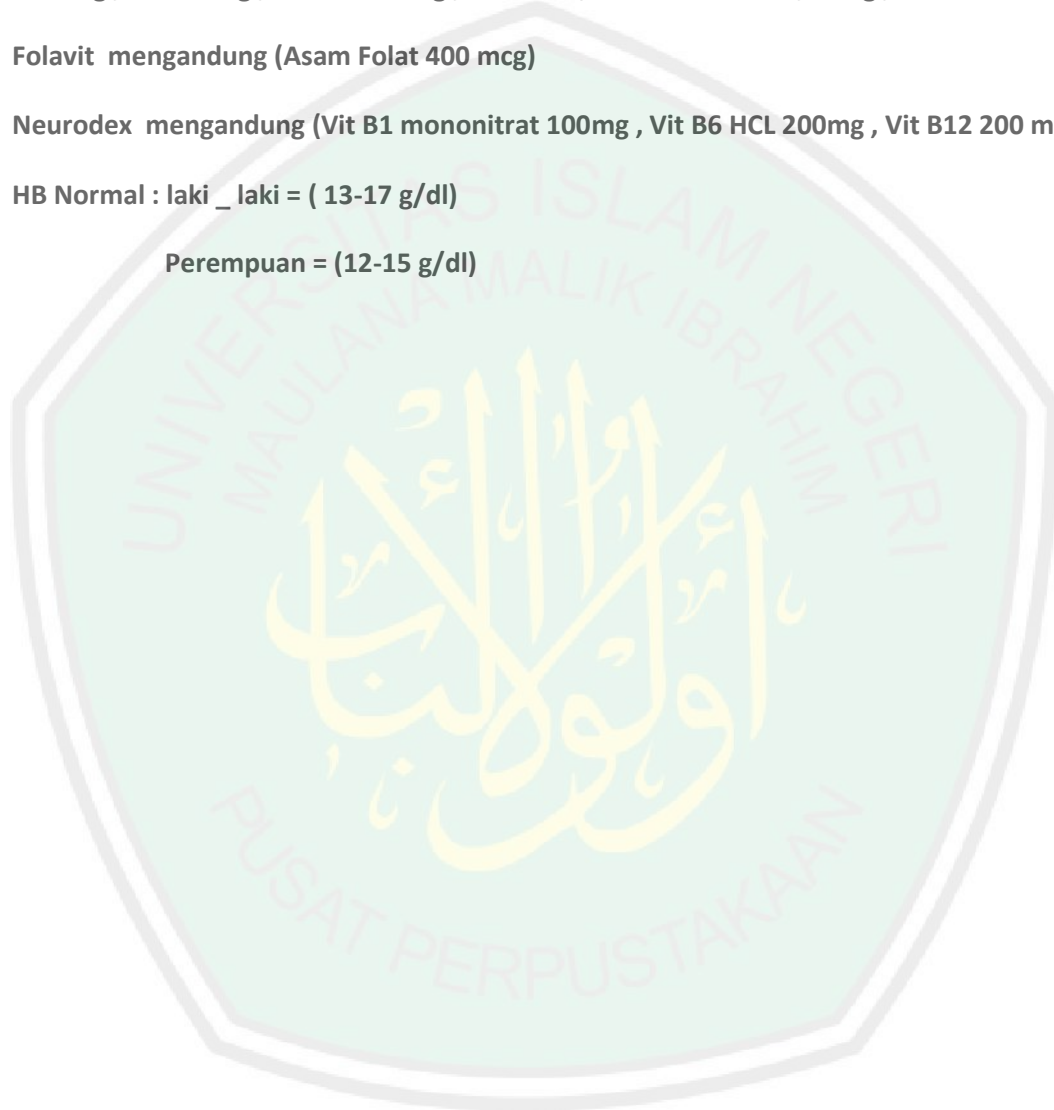 Folavit mengandung (Asam Folat 400 mcg)
Neurodex mengandung (Vit B1 mononitrat 100mg , Vit B6 HCL 200mg , Vit B12 200 m
HB Normal : laki _ laki = ( 13-17 g/dl)
Perempuan = (12-15 g/dl)
UNIVERSITAS ISLAM NEGERI
MAULANA MALIK IBRAHIM
أولو الألباب
PUSAT PERPUSTAKAAN